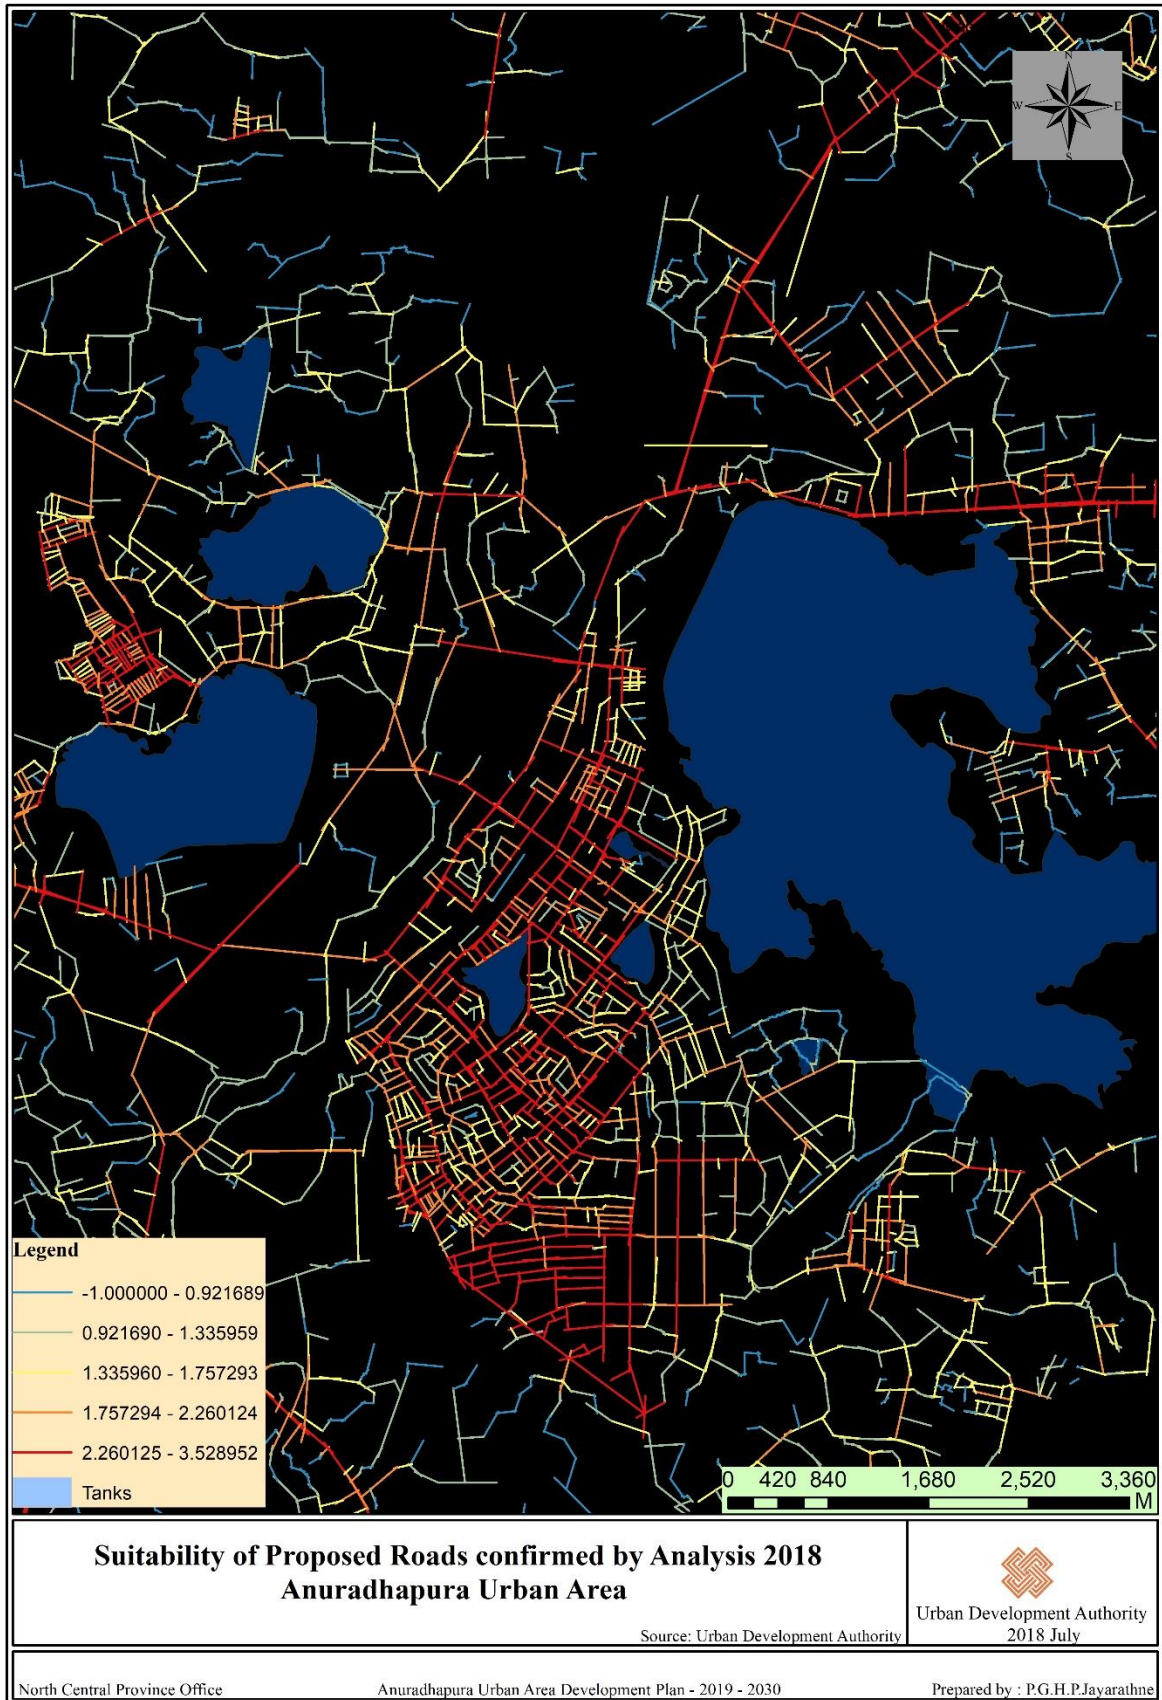 N
W
E
S
Legend
-1.000000 - 0.921689
0.921690 - 1.335959
1.335960 - 1.757293
1.757294 - 2.260124
2.260125 - 3.528952
Tanks
0 420 840 1,680 2,520 3,360
M
Suitability of Proposed Roads confirmed by Analysis 2018
Anuradhapura Urban Area
Source: Urban Development Authority
Urban Development Authority
2018 July
North Central Province Office
Anuradhapura Urban Area Development Plan - 2019 - 2030
Prepared by : P.G.H.P.Jayarathne